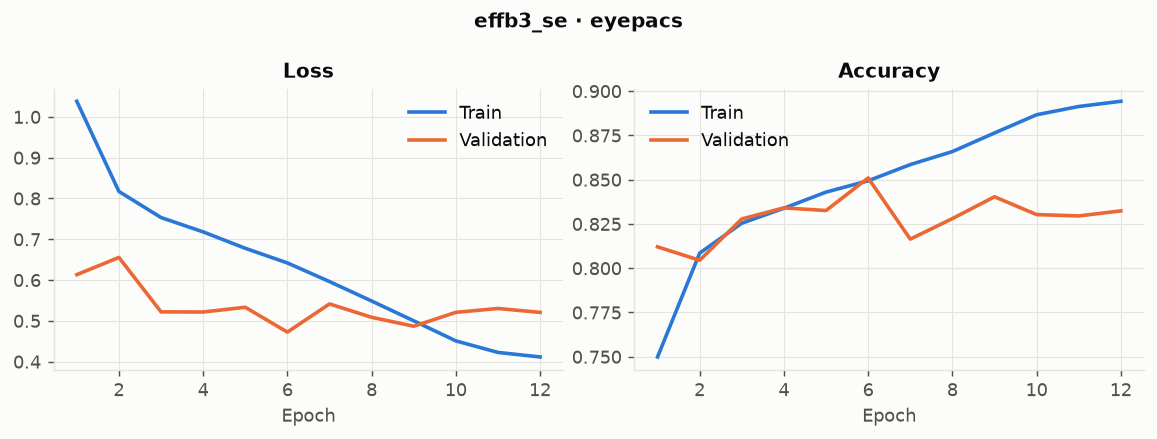 effb3_se · eyepacs
Loss
Train
Validation
1.0
0.9
0.8
0.7
0.6
0.5
0.4
2 4 6 8 10 12
Epoch
Accuracy
Train
Validation
0.900
0.875
0.850
0.825
0.800
0.775
0.750
2 4 6 8 10 12
Epoch